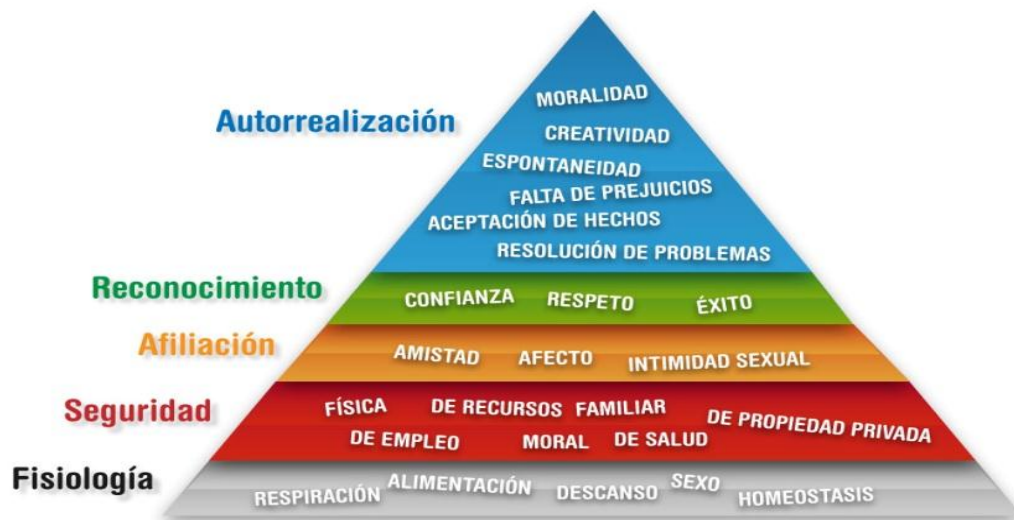 Autorrealización
MORALIDAD
CREATIVIDAD
ESPONTANEIDAD
FALTA DE PREJUICIOS
ACEPTACIÓN DE HECHOS
RESOLUCIÓN DE PROBLEMAS
Reconocimiento
CONFIANZA RESPETO ÉXITO
Afiliación
AMISTAD AFECTO INTIMIDAD SEXUAL
Seguridad
FÍSICA DE RECURSOS FAMILIAR DE PROPIEDAD PRIVADA
DE EMPLEO MORAL DE SALUD
Fisiología
RESPIRACIÓN ALIMENTACIÓN DESCANSO SEXO HOMEOSTASIS